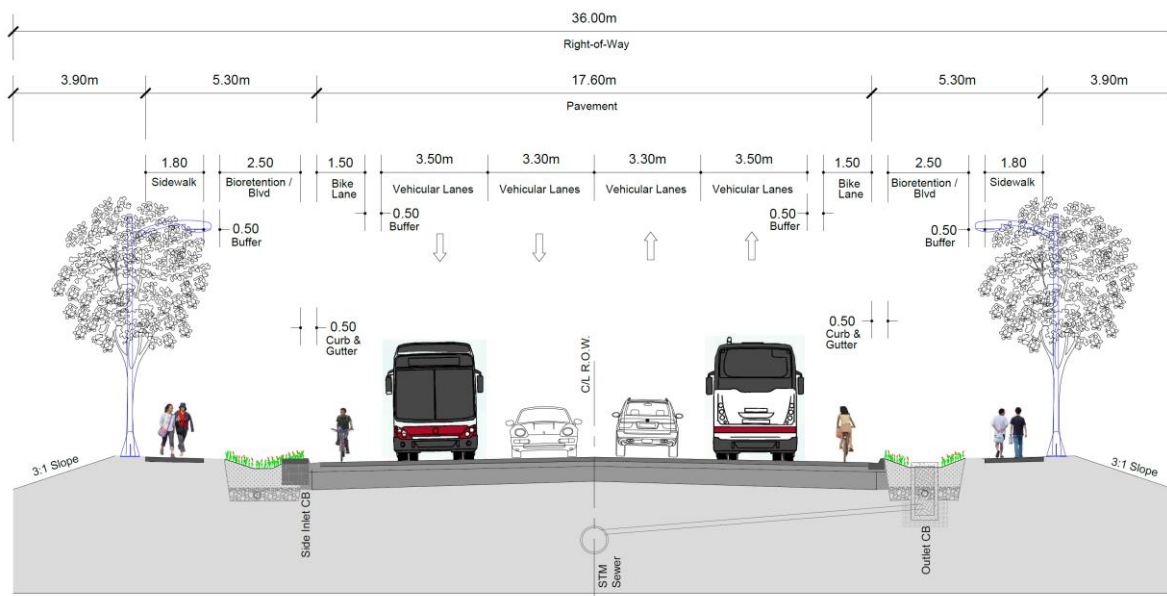 36.00m
Right-of-Way
3.90m
5.30m
17.60m
5.30m
3.90m
Pavement
1.80
2.50
1.50
3.50m
3.30m
3.30m
3.50m
1.50
2.50
1.80
Sidewalk
Bioretention /
Blvd
Bike
Lane
Vehicular Lanes
Vehicular Lanes
Vehicular Lanes
Vehicular Lanes
Bike
Lane
Bioretention /
Blvd
Sidewalk
0.50
Buffer
0.50
Buffer
0.50
Buffer
0.50
Buffer
0.50
Curb &
Gutter
0.50
Curb &
Gutter
C/L R.O.W.
3:1 Slope
3:1 Slope
Side Inlet CB
STM
Sewer
Outlet CB